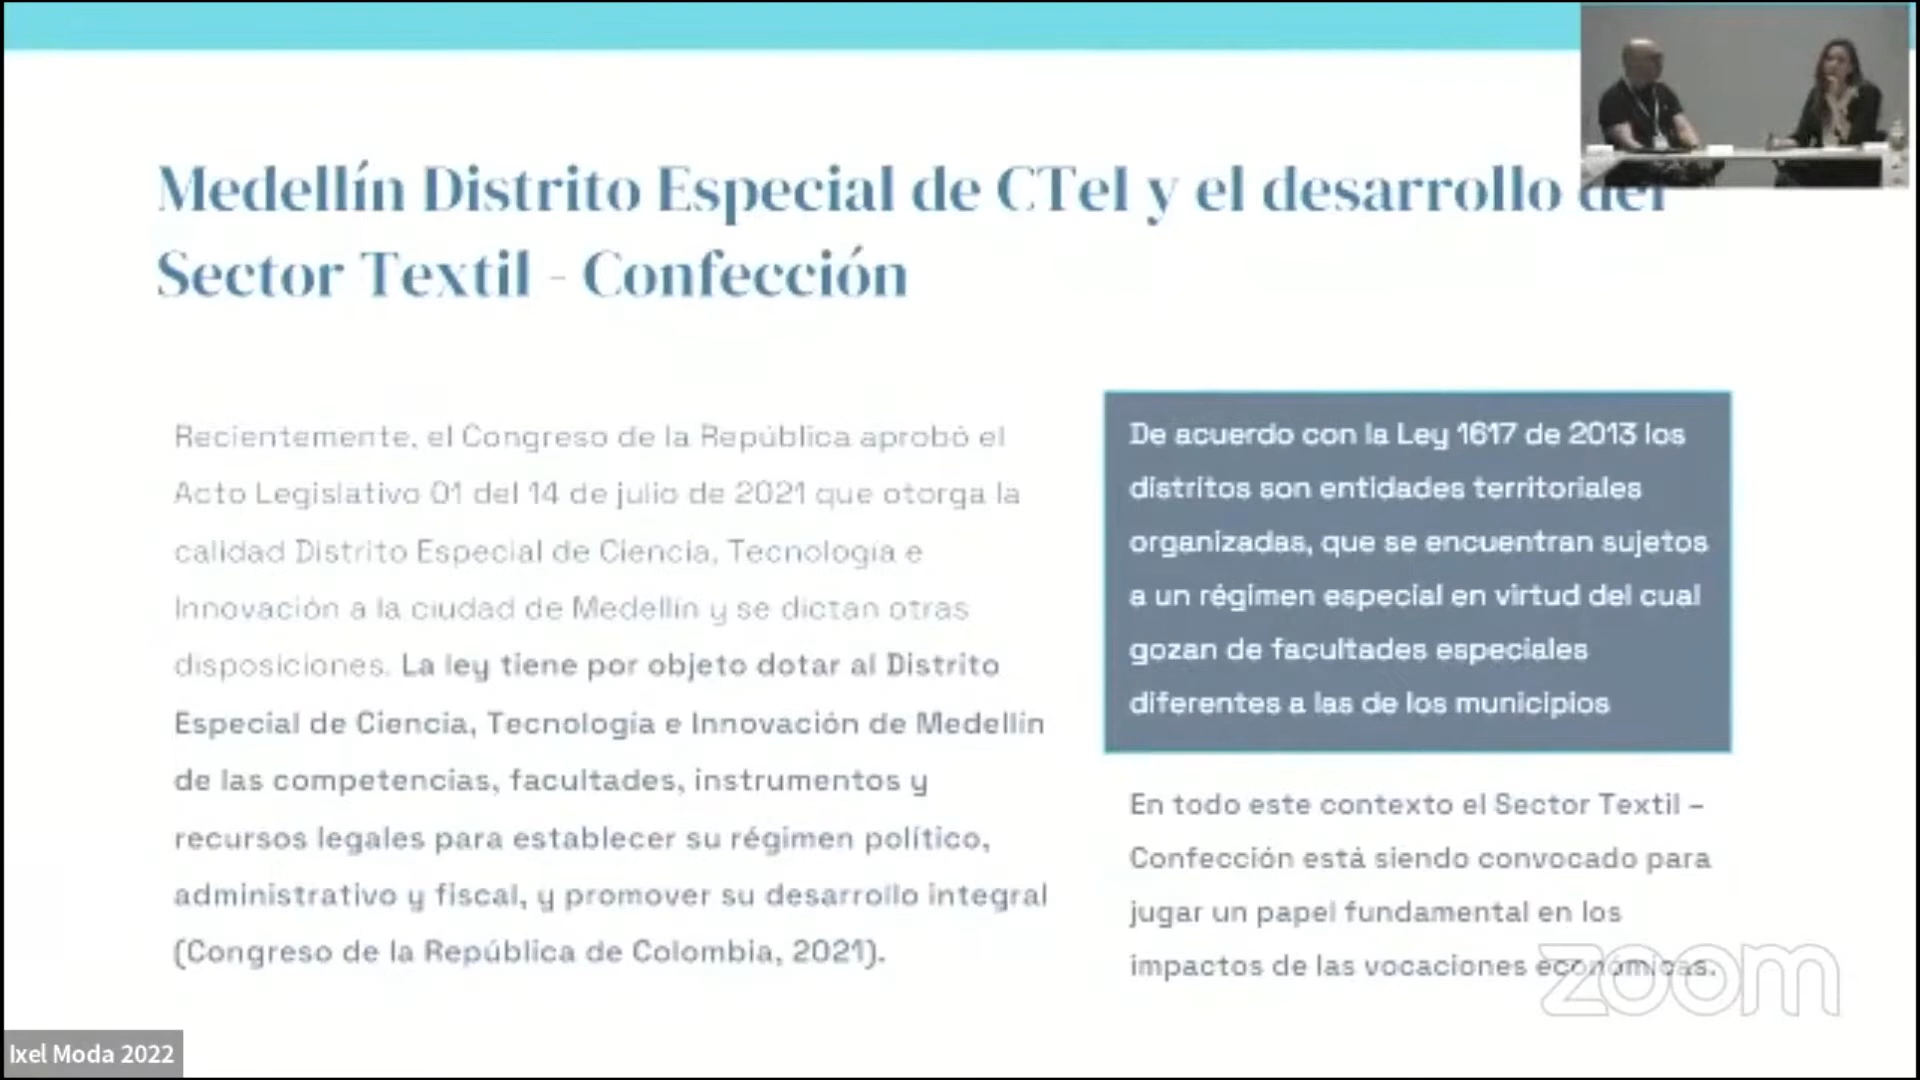 Medellín Distrito Especial de CTeI y el desarrollo del
Sector Textil - Confección
Recientemente, el Congreso de la República aprobó el
Acto Legislativo 01 del 14 de julio de 2021 que otorga la
calidad Distrito Especial de Ciencia, Tecnología e
Innovación a la ciudad de Medellín y se dictan otras
disposiciones. La ley tiene por objeto dotar al Distrito
Especial de Ciencia, Tecnología e Innovación de Medellín
de las competencias, facultades, instrumentos y
recursos legales para establecer su régimen político,
administrativo y fiscal, y promover su desarrollo integral
(Congreso de la República de Colombia, 2021).
De acuerdo con la Ley 1617 de 2013 los
distritos son entidades territoriales
organizadas, que se encuentran sujetos
a un régimen especial en virtud del cual
gozan de facultades especiales
diferentes a las de los municipios
En todo este contexto el Sector Textil –
Confección está siendo convocado para
jugar un papel fundamental en los
impactos de las vocaciones económicas.
zoom
Ixel Moda 2022